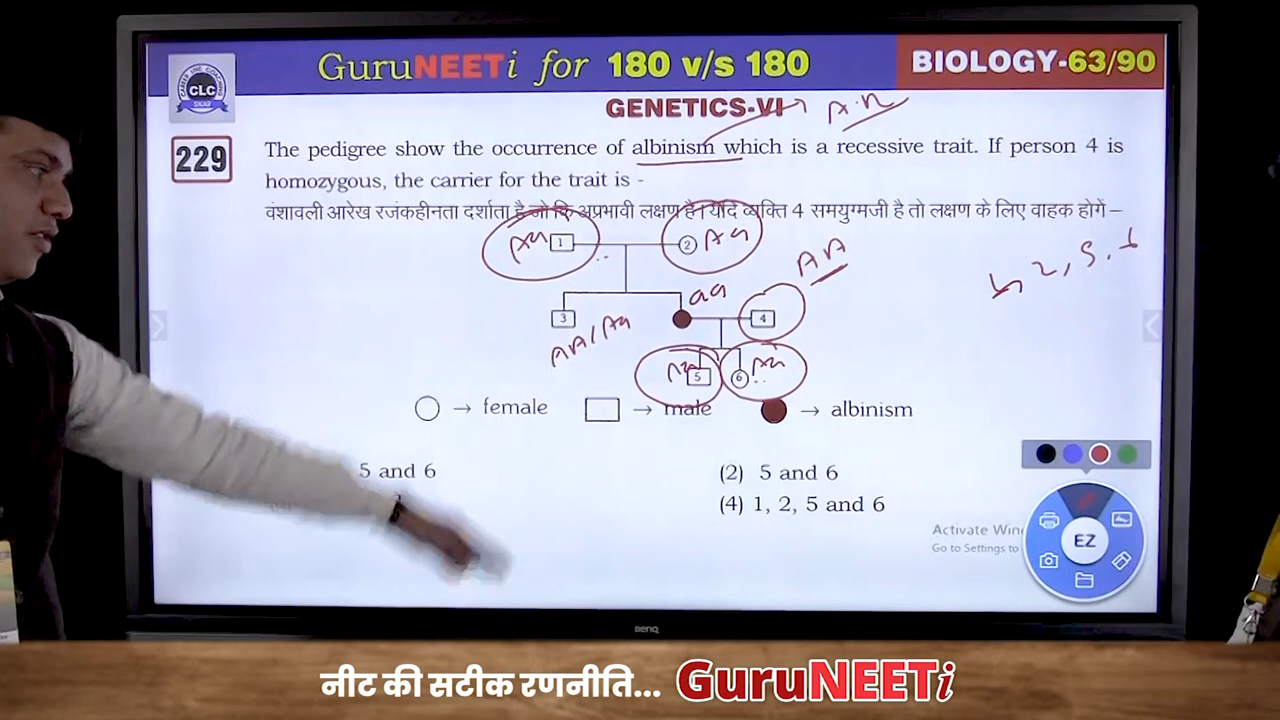 GuruNEETi for 180 v/s 180
BIOLOGY-63/90
CLC
SIKAR
GENETICS-VI
A.R
229
The pedigree show the occurrence of albinism which is a recessive trait. If person 4 is
homozygous, the carrier for the trait is -
वंशावली आरेख रंजकहीनता दर्शाता है जो कि अप्रभावी लक्षण है। यदि व्यक्ति 4 समयुग्मजी है तो लक्षण के लिए वाहक होगें –
Aa 1 2 Aa AA
2, 5, 6
aa
3 4
AA/Aa
5 6 Aa
female male albinism
5 and 6
(2) 5 and 6
(4) 1, 2, 5 and 6
Activate Win
Go to Settings to
EZ
BENQ
नीट की सटीक रणनीति... GuruNEETi